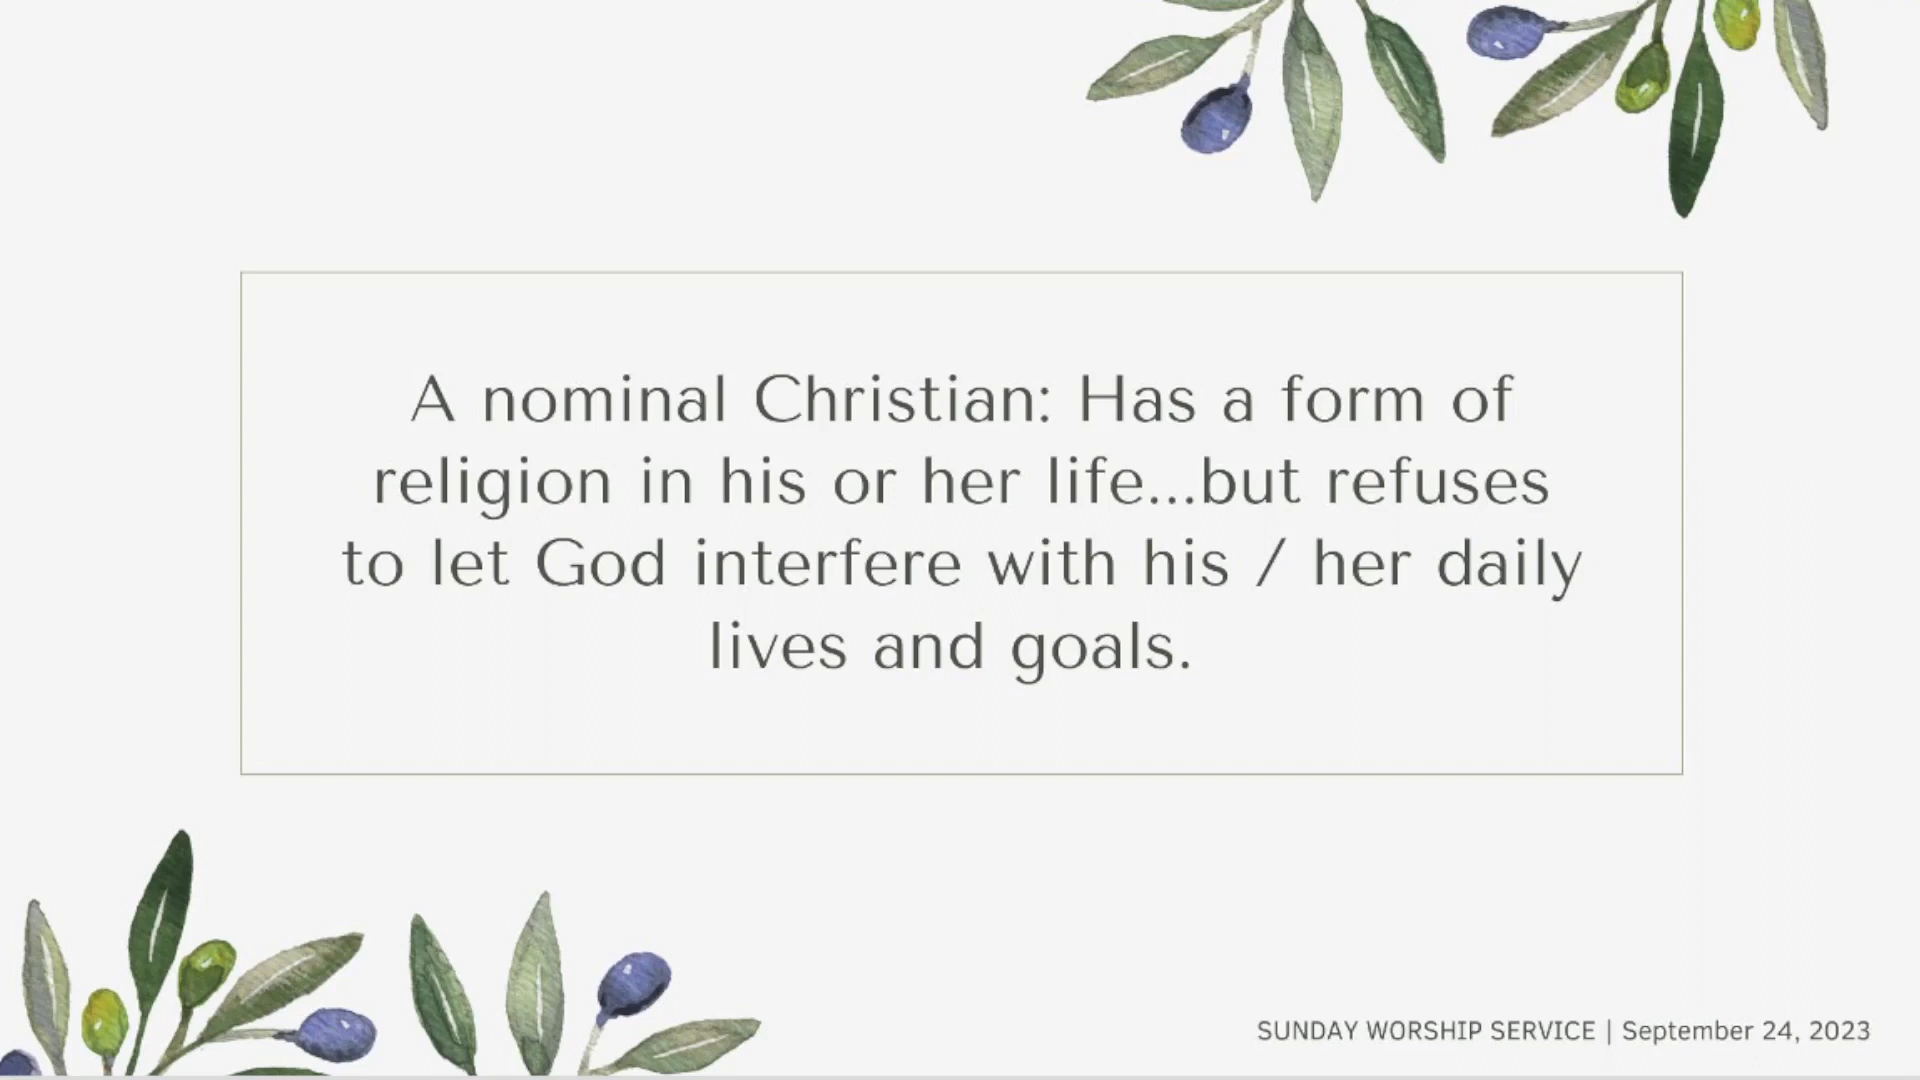 A nominal Christian: Has a form of
religion in his or her life...but refuses
to let God interfere with his / her daily
lives and goals.
SUNDAY WORSHIP SERVICE | September 24, 2023